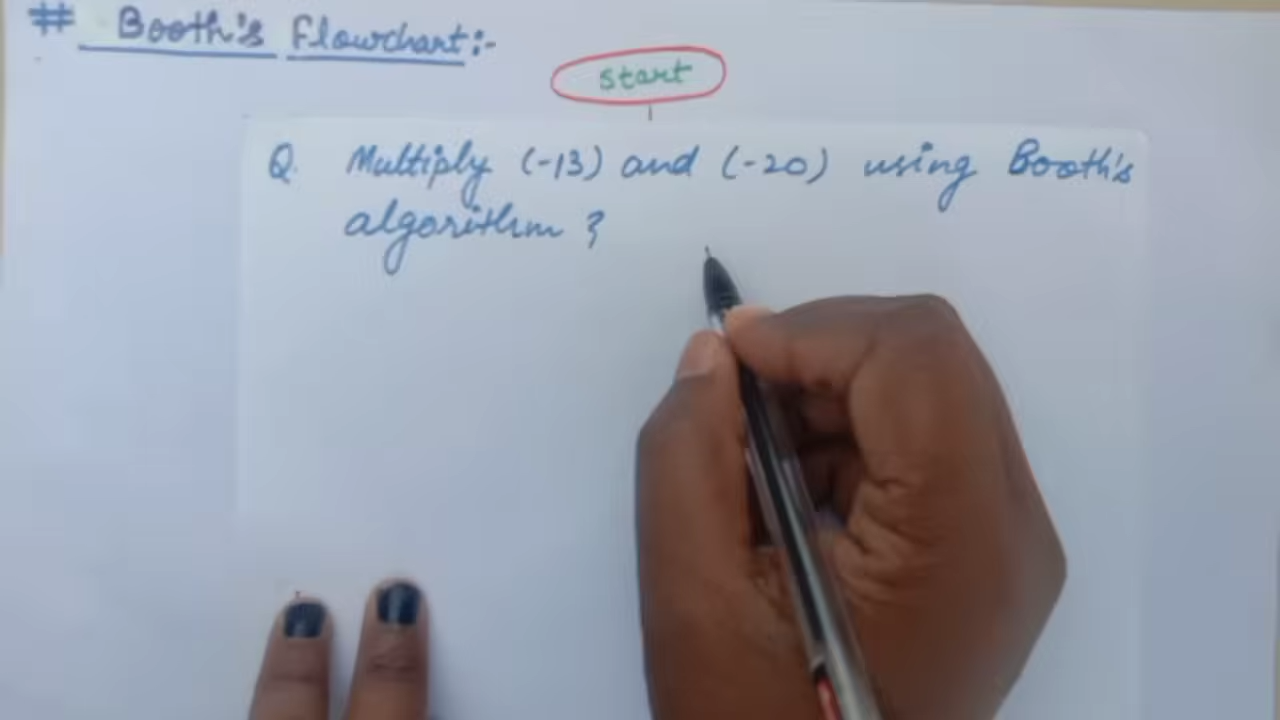 # Booth's Flowchart:-
start
Q. Multiply (-13) and (-20) using Booth's
algorithm ?